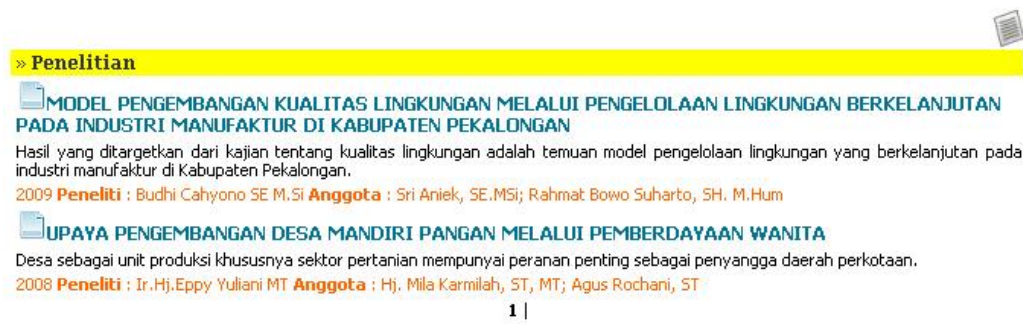 » Penelitian
MODEL PENGEMBANGAN KUALITAS LINGKUNGAN MELALUI PENGELOLAAN LINGKUNGAN BERKELANJUTAN
PADA INDUSTRI MANUFAKTUR DI KABUPATEN PEKALONGAN
Hasil yang ditargetkan dari kajian tentang kualitas lingkungan adalah temuan model pengelolaan lingkungan yang berkelanjutan pada
industri manufaktur di Kabupaten Pekalongan.
2009 Peneliti : Budhi Cahyono SE M.Si Anggota : Sri Aniek, SE.MSi; Rahmat Bowo Suharto, SH. M.Hum
UPAYA PENGEMBANGAN DESA MANDIRI PANGAN MELALUI PEMBERDAYAAN WANITA
Desa sebagai unit produksi khususnya sektor pertanian mempunyai peranan penting sebagai penyangga daerah perkotaan.
2008 Peneliti : Ir.Hj.Eppy Yuliani MT Anggota : Hj. Mila Karmilah, ST, MT; Agus Rochani, ST
1 |